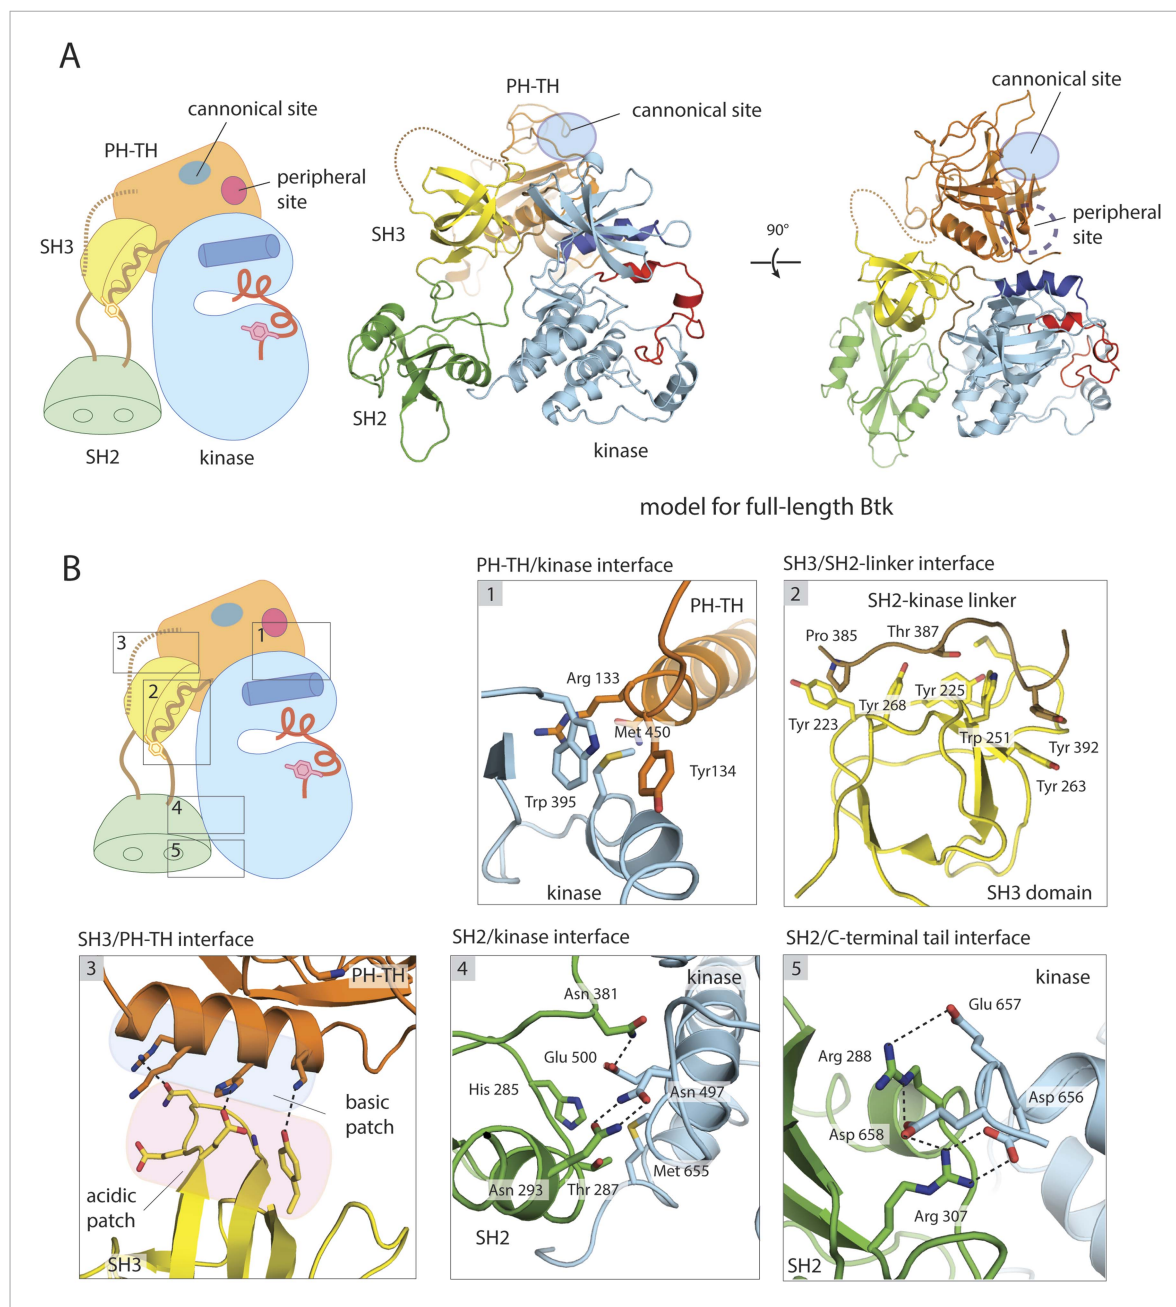 A
cannonical site
PH-TH
peripheral
site
SH3
SH2
kinase
PH-TH
cannonical site
SH3
SH2
kinase
90°
cannonical site
peripheral
site
model for full-length Btk
B
1
3
2
4
5
PH-TH/kinase interface
1
PH-TH
Arg 133
Met 450
Tyr134
Trp 395
kinase
SH3/SH2-linker interface
2
SH2-kinase linker
Pro 385
Thr 387
Tyr 225
Tyr 268
Tyr 223
Trp 251
Tyr 392
Tyr 263
SH3 domain
SH3/PH-TH interface
3
PH-TH
basic
patch
acidic
patch
SH3
SH2/kinase interface
4
kinase
Asn 381
Glu 500
His 285
Asn 497
Met 655
Asn 293
Thr 287
SH2
SH2/C-terminal tail interface
5
kinase
Glu 657
Arg 288
Asp 656
Asp 658
Arg 307
SH2